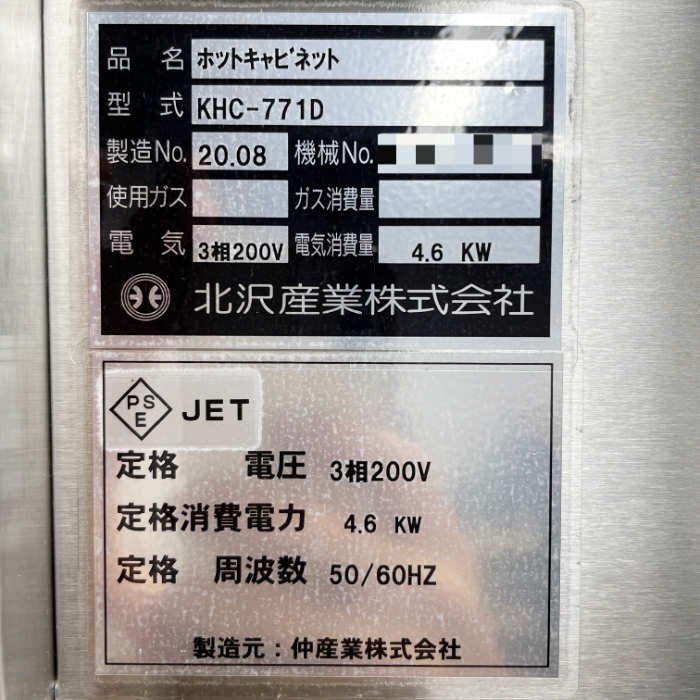 品名 ホットキャビネット
型式 KHC-771D
製造No. 20.08 機械No.
使用ガス ガス消費量
電気 3相200V 電気消費量 4.6 KW
北沢産業株式会社
PSE JET
定格 電圧 3相200V
定格消費電力 4.6 KW
定格 周波数 50/60HZ
製造元：仲産業株式会社